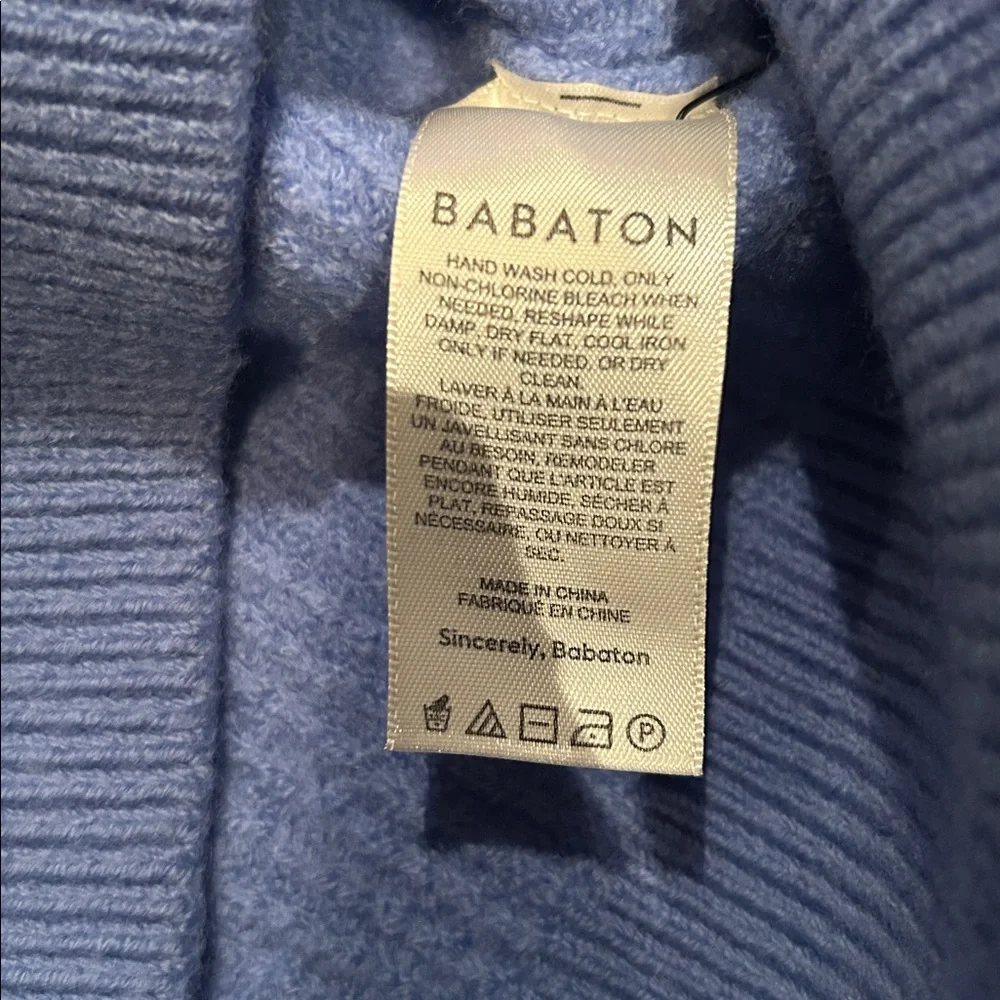 BABATON
HAND WASH COLD, ONLY
NON-CHLORINE BLEACH WHEN
NEEDED, RESHAPE WHILE
DAMP, DRY FLAT, COOL IRON
ONLY IF NEEDED, OR DRY
CLEAN.
LAVER À LA MAIN À L'EAU
FROIDE, UTILISER SEULEMENT
UN JAVELLISANT SANS CHLORE
AU BESOIN, REMODELER
PENDANT QUE L'ARTICLE EST
ENCORE HUMIDE, SÉCHER À
PLAT, REPASSAGE DOUX SI
NÉCESSAIRE, OU NETTOYER À
SEC.
MADE IN CHINA
FABRIQUÉ EN CHINE
Sincerely, Babaton
P